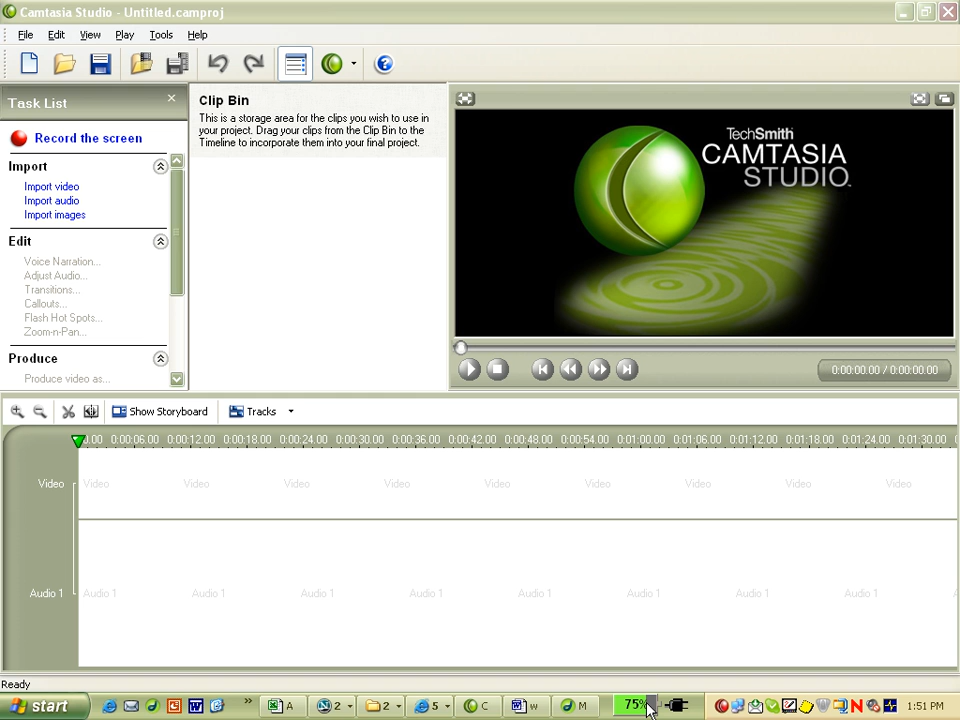 Camtasia Studio - Untitled.camproj
File Edit View Play Tools Help
Task List
Record the screen
Import
Import video
Import audio
Import images
Edit
Voice Narration...
Adjust Audio...
Transitions...
Callouts...
Flash Hot Spots...
Zoom-n-Pan...
Produce
Produce video as...
Clip Bin
This is a storage area for the clips you wish to use in
your project. Drag your clips from the Clip Bin to the
Timeline to incorporate them into your final project.
TechSmith
CAMTASIA
STUDIO
0:00:00.00 / 0:00:00.00
Show Storyboard Tracks
0:00:06.00 0:00:12.00 0:00:18.00 0:00:24.00 0:00:30.00 0:00:36.00 0:00:42.00 0:00:48.00 0:00:54.00 0:01:00.00 0:01:06.00 0:01:12.00 0:01:18.00 0:01:24.00 0:01:30.00
Video Video Video Video Video Video Video Video Video Video
Audio 1 Audio 1 Audio 1 Audio 1 Audio 1 Audio 1 Audio 1 Audio 1 Audio 1
Ready
start A 2 2 5 C w M 75% 1:51 PM